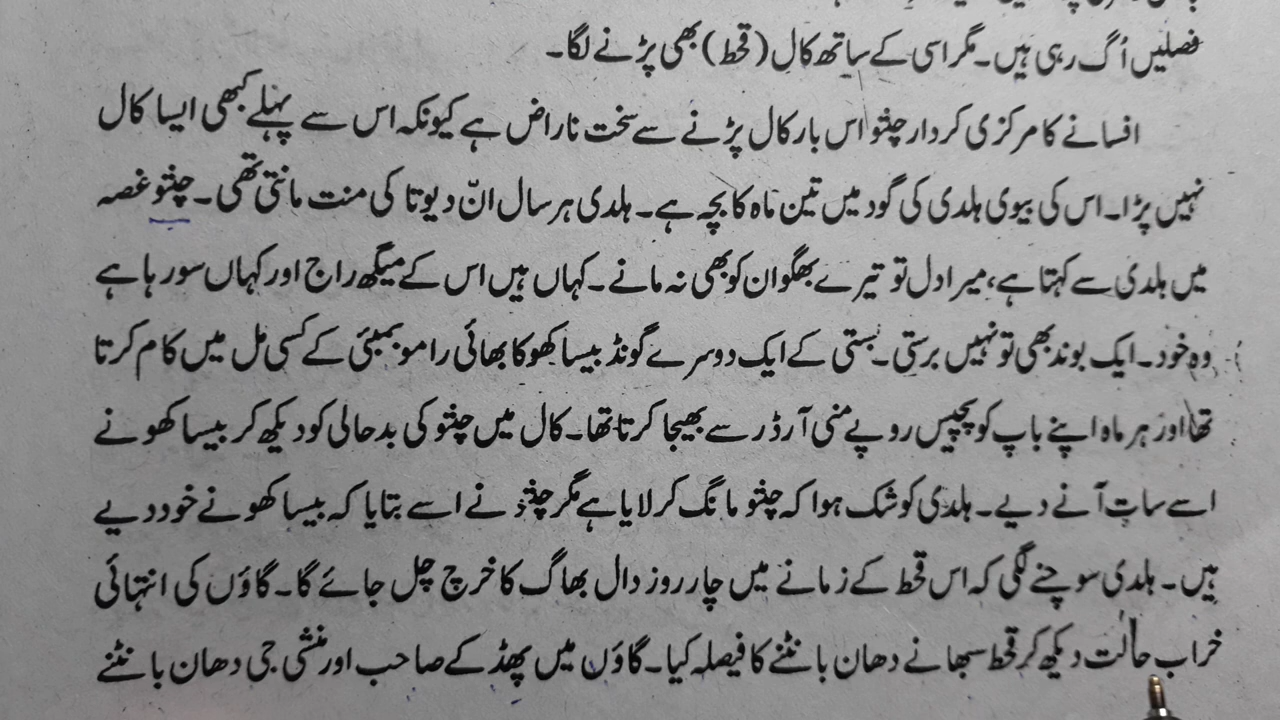 فصلیں اُگ رہی ہیں۔ مگر اسی کے ساتھ کال (قحط) بھی پڑنے لگا۔
افسانے کا مرکزی کردار چنتو اس بار کال پڑنے سے سخت ناراض ہے کیونکہ اس سے پہلے کبھی ایسا کال
نہیں پڑا۔ اس کی بیوی ہلدی کی گود میں تین ماہ کا بچہ ہے۔ ہلدی ہر سال انّ دیوتا کی منت مانتی تھی۔ چنتو غصہ
میں ہلدی سے کہتا ہے، میرا دل تو تیرے بھگوان کو بھی نہ مانے۔ کہاں ہیں اس کے میگھ راج اور کہاں سو رہا ہے
وہ خود۔ ایک بوند بھی تو نہیں برستی۔ بستی کے ایک دوسرے گونڈ بیساکھو کا بھائی رامو بمبئی کے کسی مل میں کام کرتا
تھا اور ہر ماہ اپنے باپ کو پچیس روپے منی آرڈر سے بھیجا کرتا تھا۔ کال میں چنتو کی بدحالی کو دیکھ کر بیساکھو نے
اسے سات آنے دیے۔ ہلدی کو شک ہوا کہ چنتو مانگ کر لایا ہے مگر چنتو نے اسے بتایا کہ بیساکھو نے خود دیے
ہیں۔ ہلدی سوچنے لگی کہ اس قحط کے زمانے میں چار روز دال بھاگ کا خرچ چل جائے گا۔ گاؤں کی انتہائی
خراب حالت دیکھ کر قحط سبھا نے دھان بانٹنے کا فیصلہ کیا۔ گاؤں میں پھڈ کے صاحب اور منشی جی دھان بانٹنے